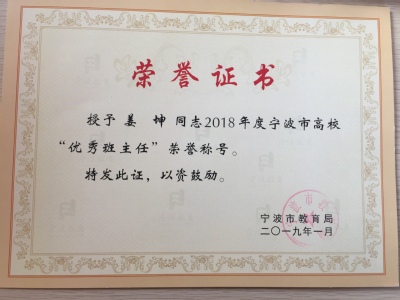 荣誉证书
授予 姜 坤 同志2018年度宁波市高校
“优秀班主任”荣誉称号。
特发此证，以资鼓励。
宁波市教育局
二〇一九年一月